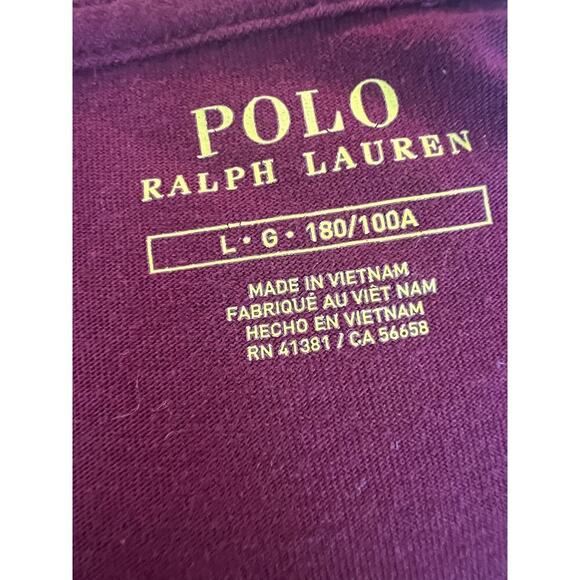 POLO
RALPH LAUREN
L • G • 180/100A
MADE IN VIETNAM
FABRIQUÉ AU VIÊT NAM
HECHO EN VIETNAM
RN 41381 / CA 56658